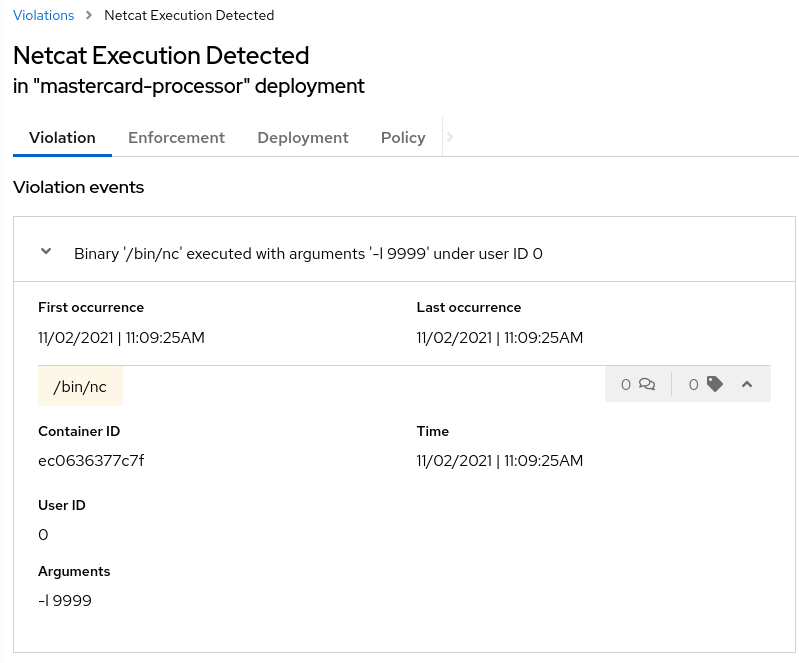 Violations > Netcat Execution Detected
Netcat Execution Detected
in "mastercard-processor" deployment
Violation Enforcement Deployment Policy
Violation events
Binary '/bin/nc' executed with arguments '-l 9999' under user ID 0
First occurrence Last occurrence
11/02/2021 | 11:09:25AM 11/02/2021 | 11:09:25AM
/bin/nc 0 0
Container ID Time
ec0636377c7f 11/02/2021 | 11:09:25AM
User ID
0
Arguments
-l 9999